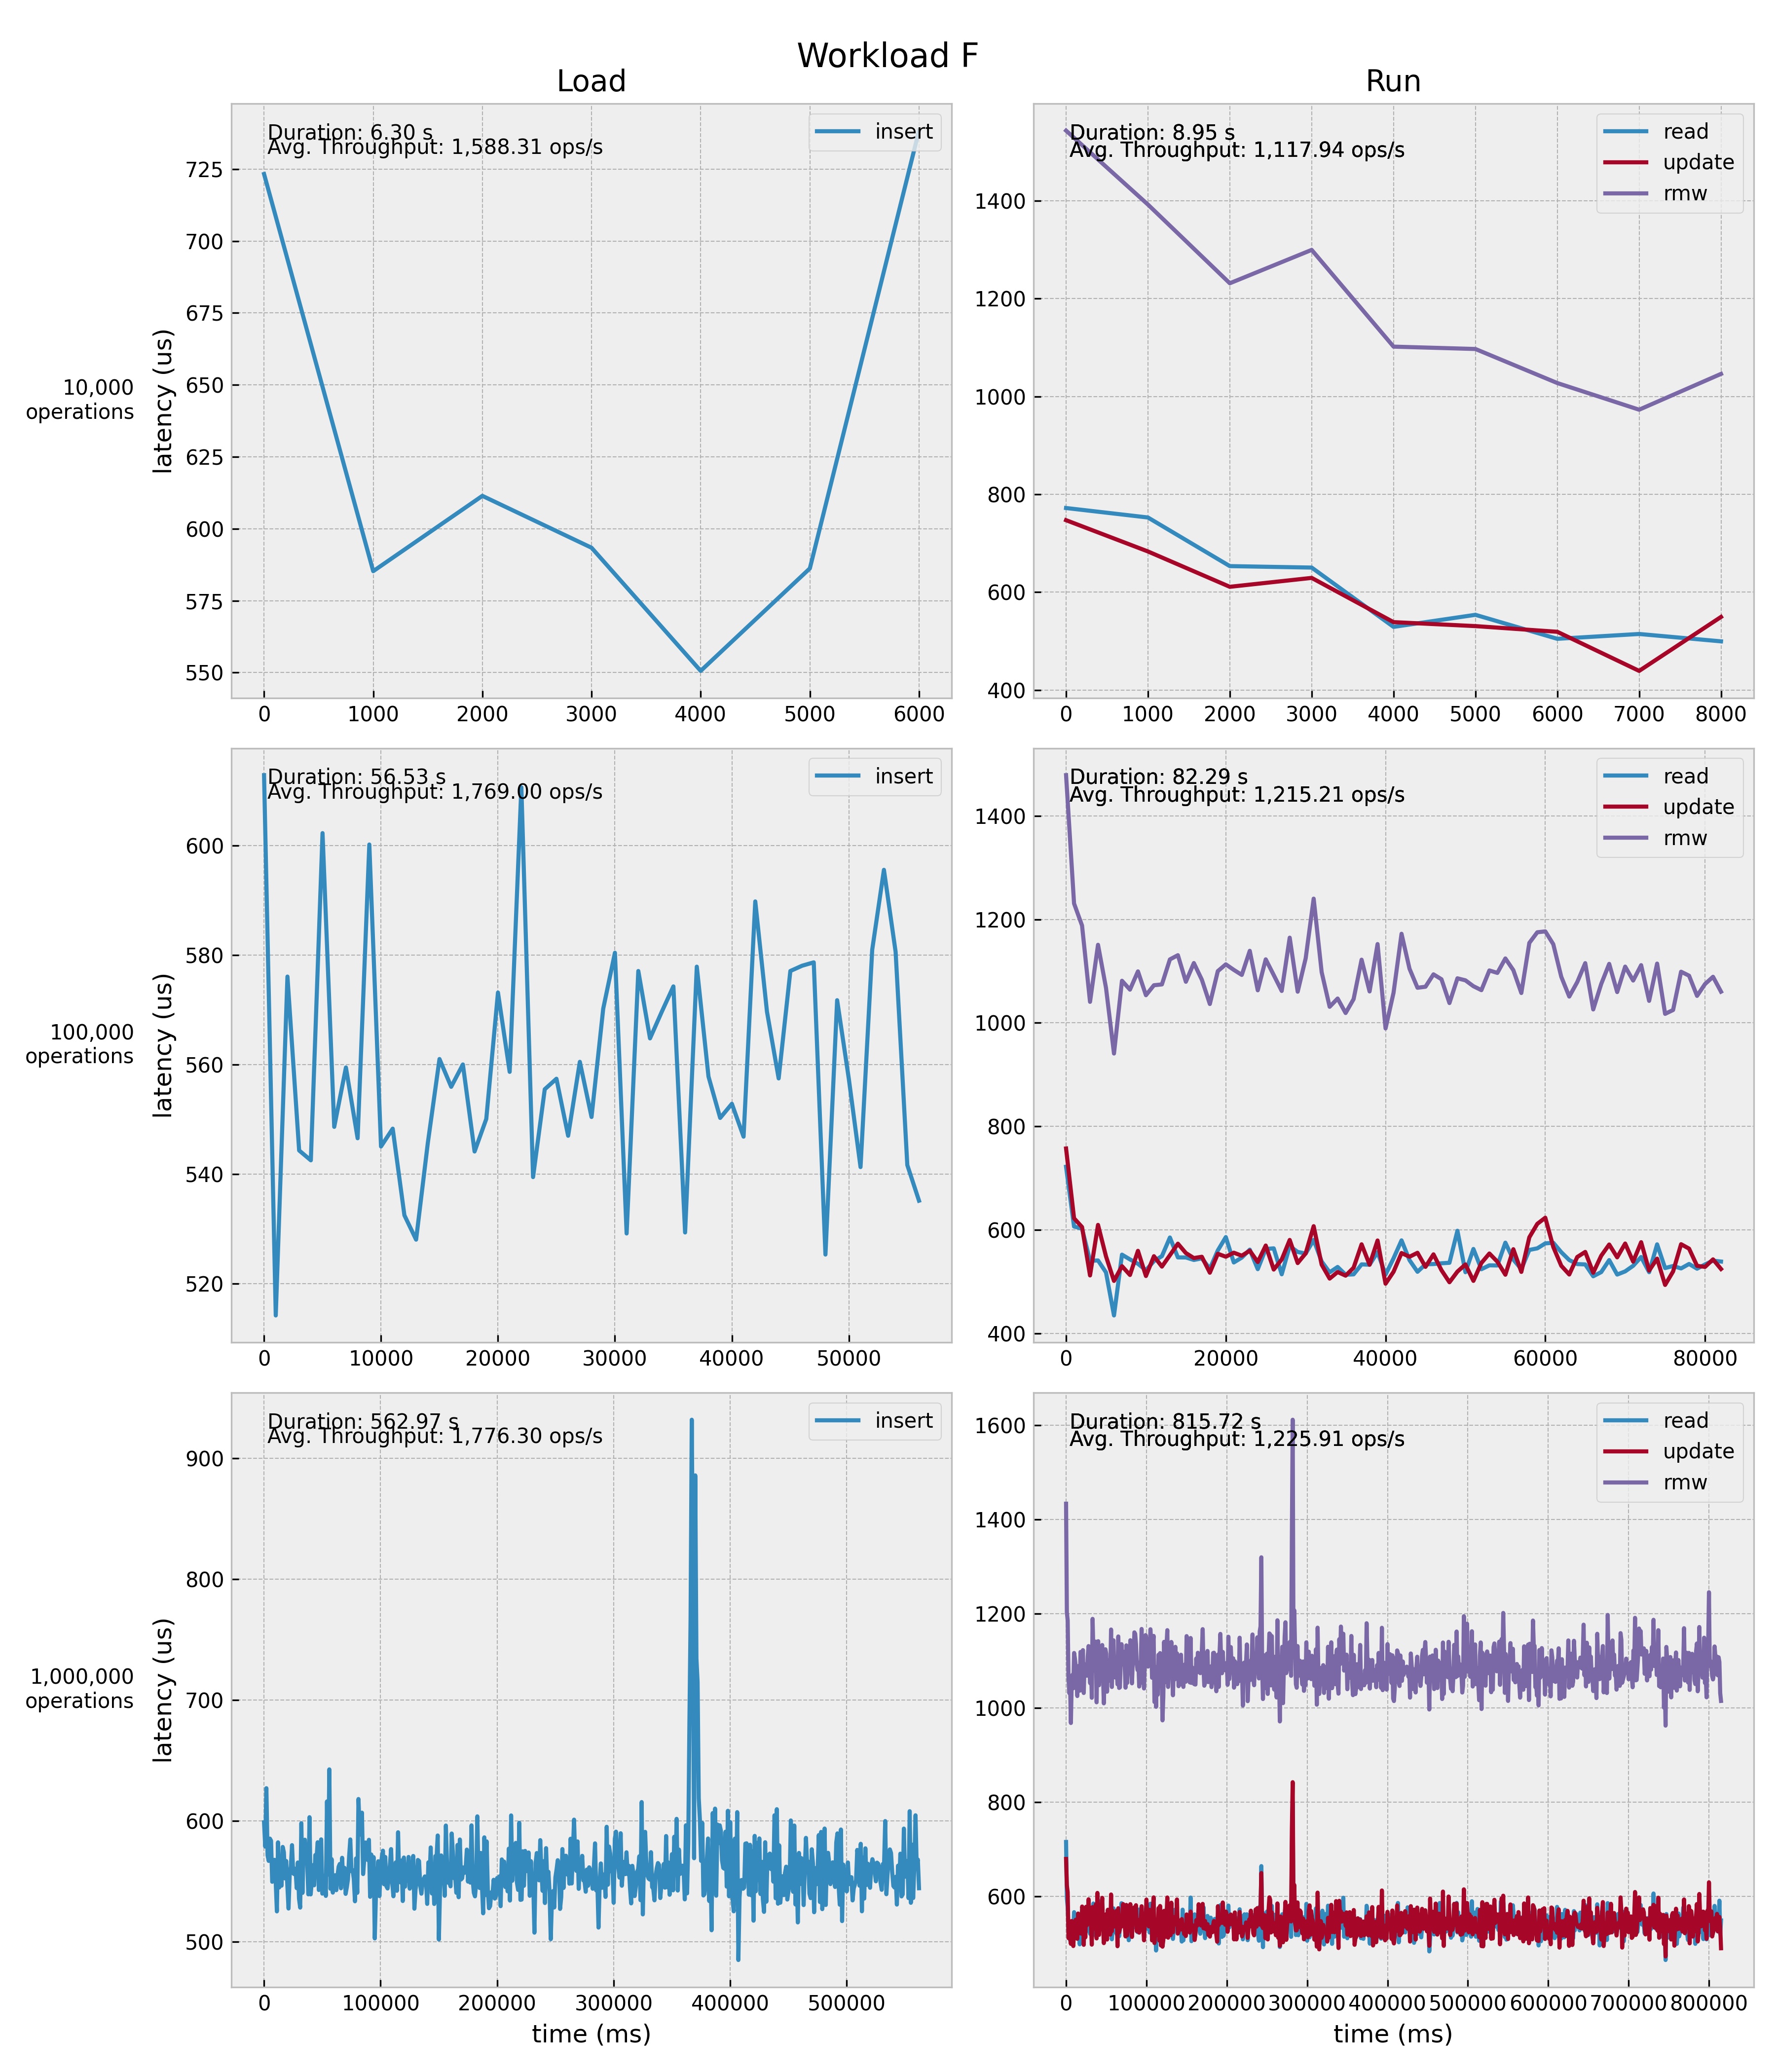 Workload F
Load
Run
Duration: 6.30 s
Avg. Throughput: 1,588.31 ops/s
insert
725
700
675
650
625
600
575
550
latency (us)
10,000
operations
0 1000 2000 3000 4000 5000 6000
Duration: 8.95 s
Avg. Throughput: 1,117.94 ops/s
read
update
rmw
1400
1200
1000
800
600
400
0 1000 2000 3000 4000 5000 6000 7000 8000
Duration: 56.53 s
Avg. Throughput: 1,769.00 ops/s
insert
600
580
560
540
520
latency (us)
100,000
operations
0 10000 20000 30000 40000 50000
Duration: 82.29 s
Avg. Throughput: 1,215.21 ops/s
read
update
rmw
1400
1200
1000
800
600
400
0 20000 40000 60000 80000
Duration: 562.97 s
Avg. Throughput: 1,776.30 ops/s
insert
900
800
700
600
500
latency (us)
1,000,000
operations
0 100000 200000 300000 400000 500000
time (ms)
Duration: 815.72 s
Avg. Throughput: 1,225.91 ops/s
read
update
rmw
1600
1400
1200
1000
800
600
0 100000 200000 300000 400000 500000 600000 700000 800000
time (ms)